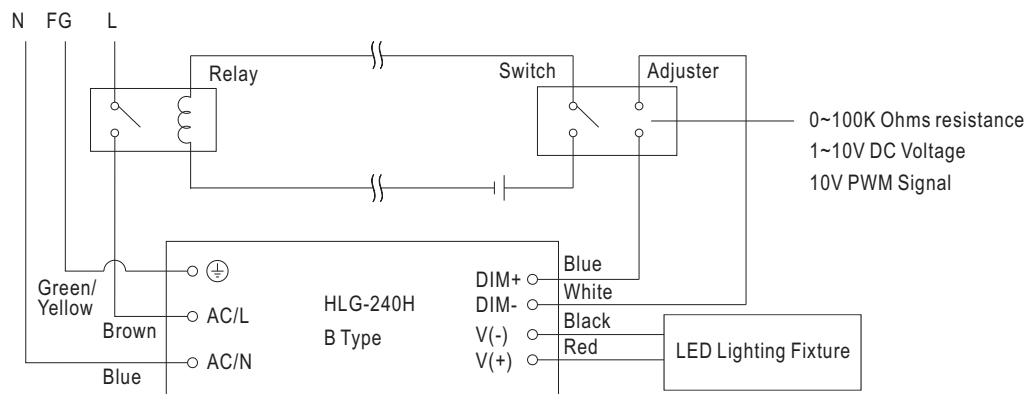 N FG L
Relay
Switch
Adjuster
0~100K Ohms resistance
1~10V DC Voltage
10V PWM Signal
Green/
Yellow
Brown
Blue
AC/L
AC/N
HLG-240H
B Type
DIM+
DIM-
V(-)
V(+)
Blue
White
Black
Red
LED Lighting Fixture